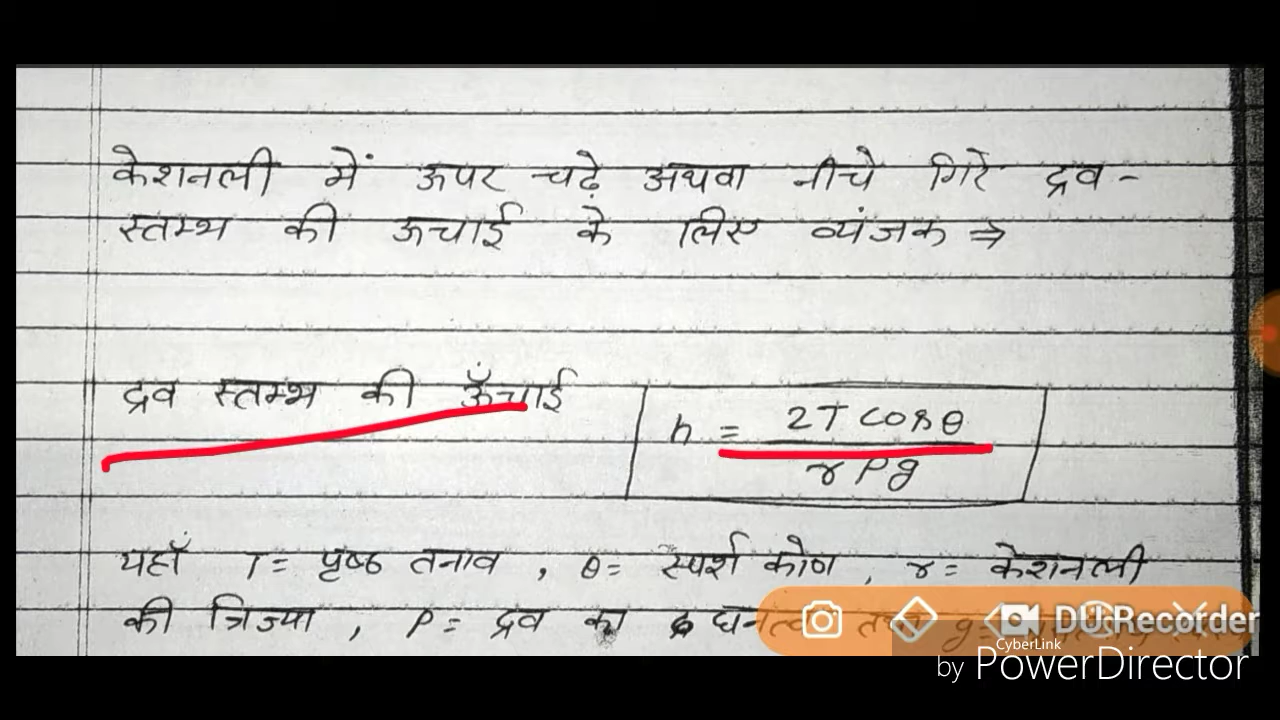 केशनली में ऊपर चढ़े अथवा नीचे गिरे द्रव-
स्तम्भ की ऊचाई के लिए व्यंजक ⇒
द्रव स्तम्भ की ऊँचाई h = 2T cosθ / rρg
यहाँ T = पृष्ठ तनाव , θ = स्पर्श कोण , r = केशनली
की त्रिज्या , ρ = द्रव का घनत्व g =
DU Recorder
CyberLink
by PowerDirector